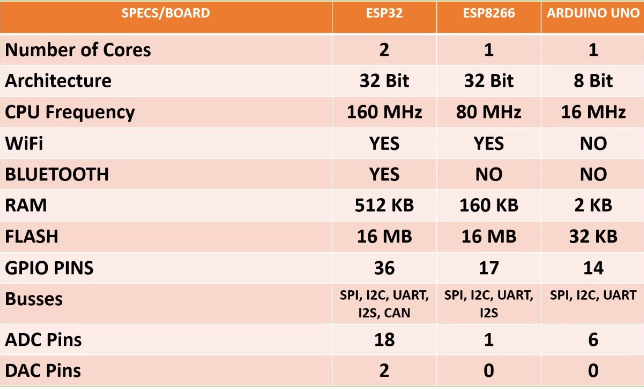 SPECS/BOARD ESP32 ESP8266 ARDUINO UNO
Number of Cores 2 1 1
Architecture 32 Bit 32 Bit 8 Bit
CPU Frequency 160 MHz 80 MHz 16 MHz
WiFi YES YES NO
BLUETOOTH YES NO NO
RAM 512 KB 160 KB 2 KB
FLASH 16 MB 16 MB 32 KB
GPIO PINS 36 17 14
Busses SPI, I2C, UART, I2S, CAN SPI, I2C, UART, I2S SPI, I2C, UART
ADC Pins 18 1 6
DAC Pins 2 0 0